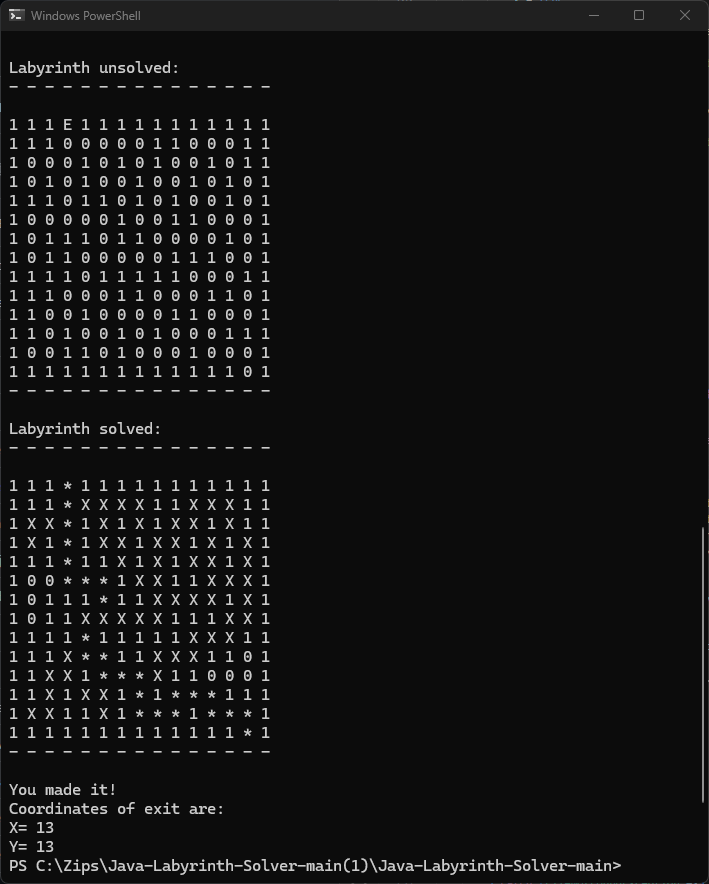 Windows PowerShell
Labyrinth unsolved:
- - - - - - - - - - - - - - -
1 1 1 E 1 1 1 1 1 1 1 1 1 1 1
1 1 1 0 0 0 0 0 1 1 0 0 0 1 1
1 0 0 0 1 0 1 0 1 0 0 1 0 1 1
1 0 1 0 1 0 0 1 0 0 1 0 1 0 1
1 1 1 0 1 1 0 1 0 1 0 0 1 0 1
1 0 0 0 0 0 1 0 0 1 1 0 0 0 1
1 0 1 1 1 0 1 1 0 0 0 0 1 0 1
1 0 1 1 0 0 0 0 0 1 1 1 0 0 1
1 1 1 1 0 1 1 1 1 1 0 0 0 1 1
1 1 1 0 0 0 1 1 0 0 0 1 1 0 1
1 1 0 0 1 0 0 0 0 1 1 0 0 0 1
1 1 0 1 0 0 1 0 1 0 0 0 1 1 1
1 0 0 1 1 0 1 0 0 0 1 0 0 0 1
1 1 1 1 1 1 1 1 1 1 1 1 1 0 1
- - - - - - - - - - - - - - -
Labyrinth solved:
- - - - - - - - - - - - - - -
1 1 1 * 1 1 1 1 1 1 1 1 1 1 1
1 1 1 * X X X X 1 1 X X X 1 1
1 X X * 1 X 1 X 1 X X 1 X 1 1
1 X 1 * 1 X X 1 X X 1 X 1 X 1
1 1 1 * 1 1 X 1 X 1 X X 1 X 1
1 0 0 * * * 1 X X 1 1 X X X 1
1 0 1 1 1 * 1 1 X X X X 1 X 1
1 0 1 1 X X X X X 1 1 1 X X 1
1 1 1 1 * 1 1 1 1 1 X X X 1 1
1 1 1 X * * 1 1 X X X 1 1 0 1
1 1 X X 1 * * * X 1 1 0 0 0 1
1 1 X 1 X X 1 * 1 * * * 1 1 1
1 X X 1 1 X 1 * * * 1 * * * 1
1 1 1 1 1 1 1 1 1 1 1 1 1 * 1
- - - - - - - - - - - - - - -
You made it!
Coordinates of exit are:
X= 13
Y= 13
PS C:\Zips\Java-Labyrinth-Solver-main(1)\Java-Labyrinth-Solver-main>